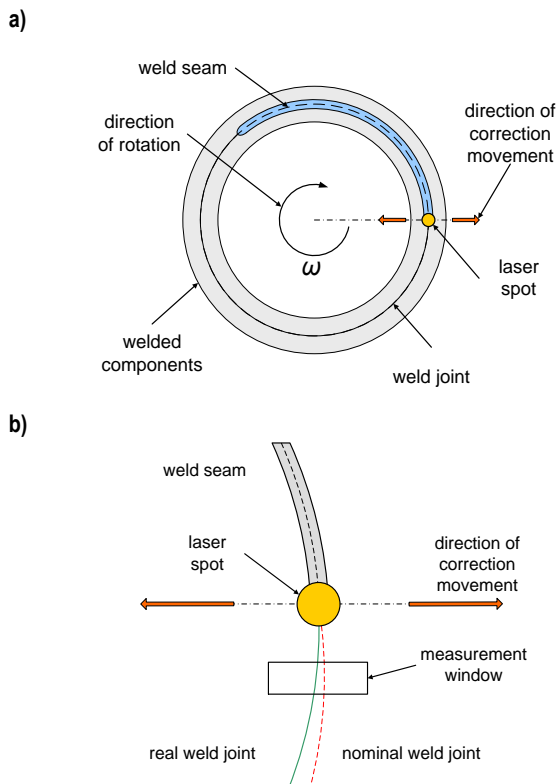 a)
weld seam
direction
of rotation
direction of
correction
movement
ω
laser
spot
welded
components
weld joint
b)
weld seam
laser
spot
direction of
correction
movement
measurement
window
real weld joint
nominal weld joint